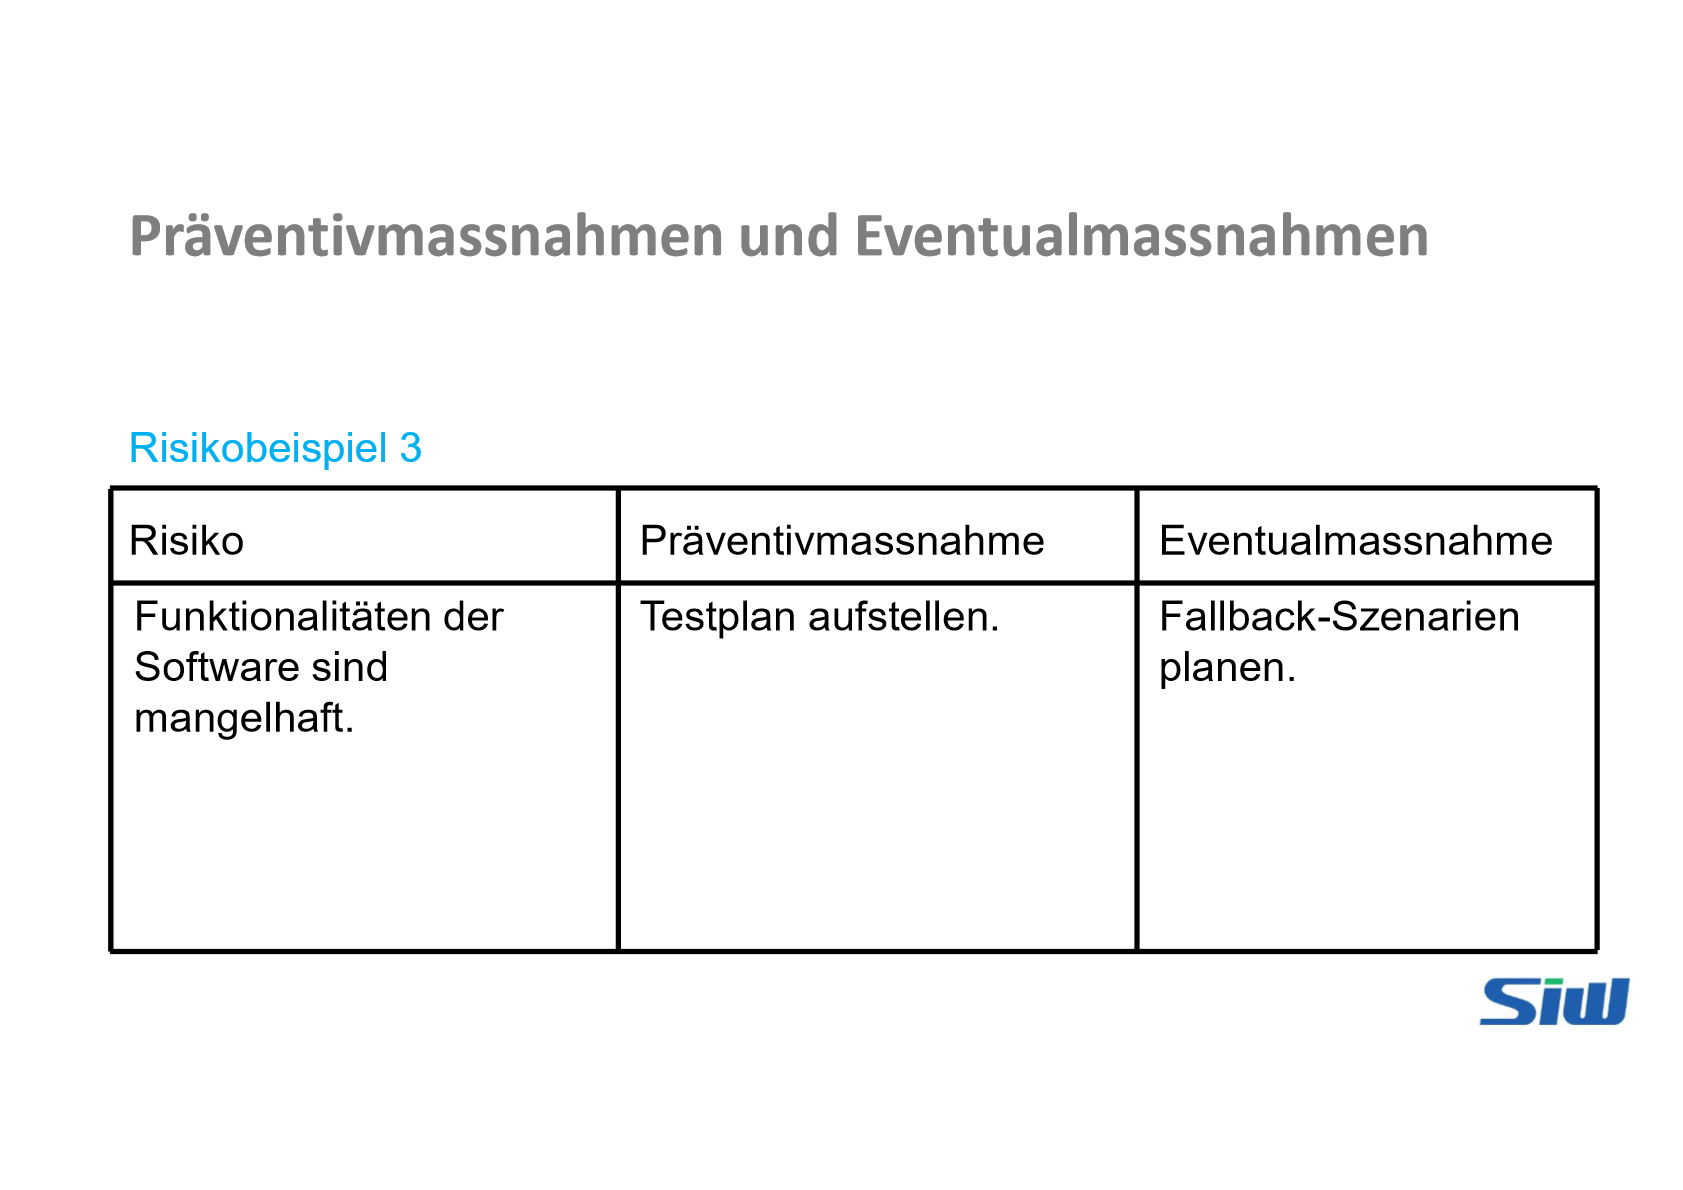 Präventivmassnahmen und Eventualmassnahmen
Risikobeispiel 3
Risiko
Präventivmassnahme
Eventualmassnahme
Funktionalitäten der
Software sind
mangelhaft.
Testplan aufstellen.
Fallback-Szenarien
planen.
Siw